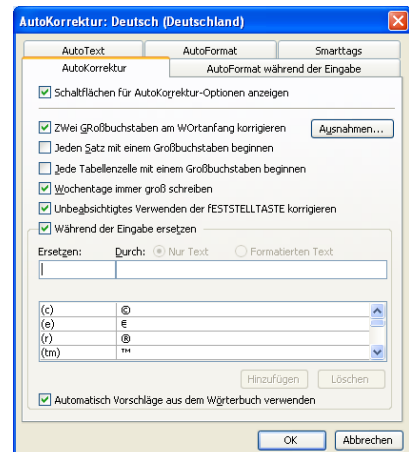 AutoKorrektur: Deutsch (Deutschland)
AutoText AutoFormat Smarttags
AutoKorrektur AutoFormat während der Eingabe
Schaltflächen für AutoKorrektur-Optionen anzeigen
ZWei GRoßbuchstaben am WOrtanfang korrigieren Ausnahmen...
Jeden Satz mit einem Großbuchstaben beginnen
Jede Tabellenzelle mit einem Großbuchstaben beginnen
Wochentage immer groß schreiben
Unbeabsichtigtes Verwenden der fESTSTELLTASTE korrigieren
Während der Eingabe ersetzen
Ersetzen: Durch: Nur Text Formatierten Text
(c) ©
(e) €
(r) ®
(tm) ™
Hinzufügen Löschen
Automatisch Vorschläge aus dem Wörterbuch verwenden
OK Abbrechen